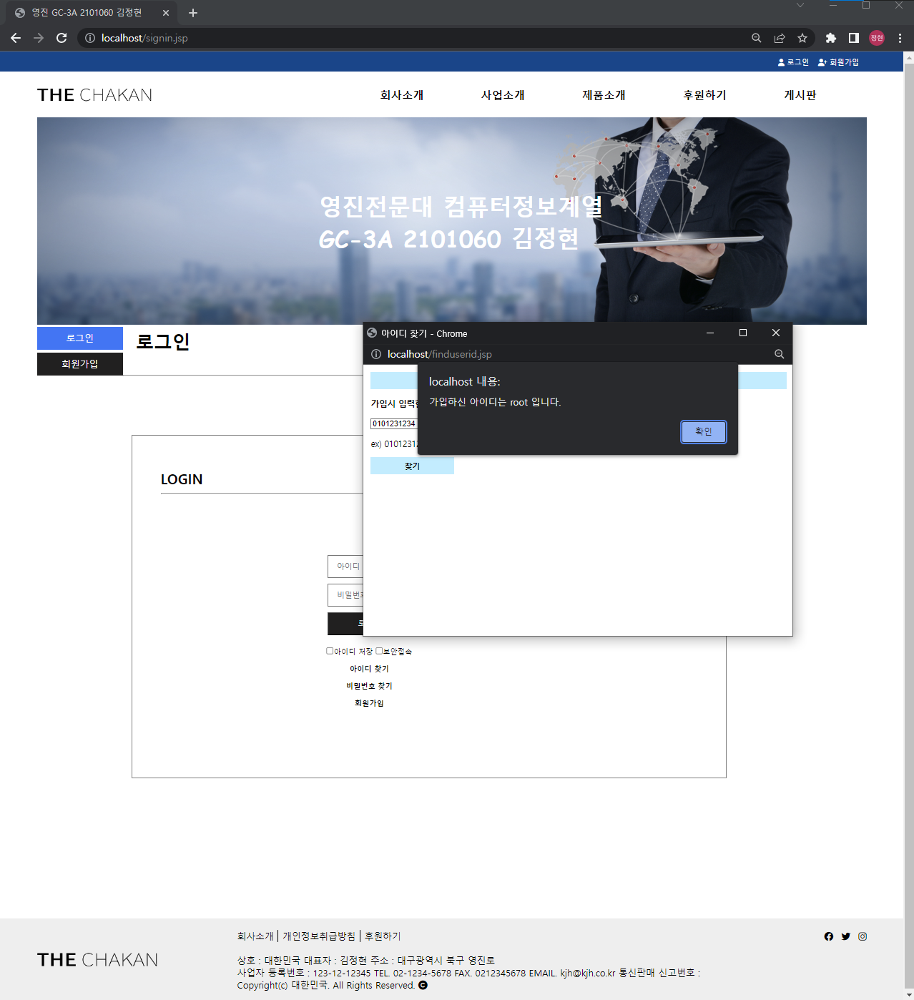 영진 GC-3A 2101060 김정현
localhost/signin.jsp
정현
로그인 회원가입
THE CHAKAN
회사소개 사업소개 제품소개 후원하기 게시판
영진전문대 컴퓨터정보계열
GC-3A 2101060 김정현
로그인
회원가입
로그인
아이디 찾기 - Chrome
localhost/finduserid.jsp
localhost 내용:
가입하신 아이디는 root 입니다.
확인
가입시 입력한
0101231234
ex) 0101231
찾기
LOGIN
아이디
비밀번호
아이디 저장 보안접속
아이디 찾기
비밀번호 찾기
회원가입
회사소개 개인정보취급방침 후원하기
THE CHAKAN
상호 : 대한민국 대표자 : 김정현 주소 : 대구광역시 북구 영진로
사업자 등록번호 : 123-12-12345 TEL. 02-1234-5678 FAX. 0212345678 EMAIL. kjh@kjh.co.kr 통신판매 신고번호 :
Copyright(c) 대한민국. All Rights Reserved.